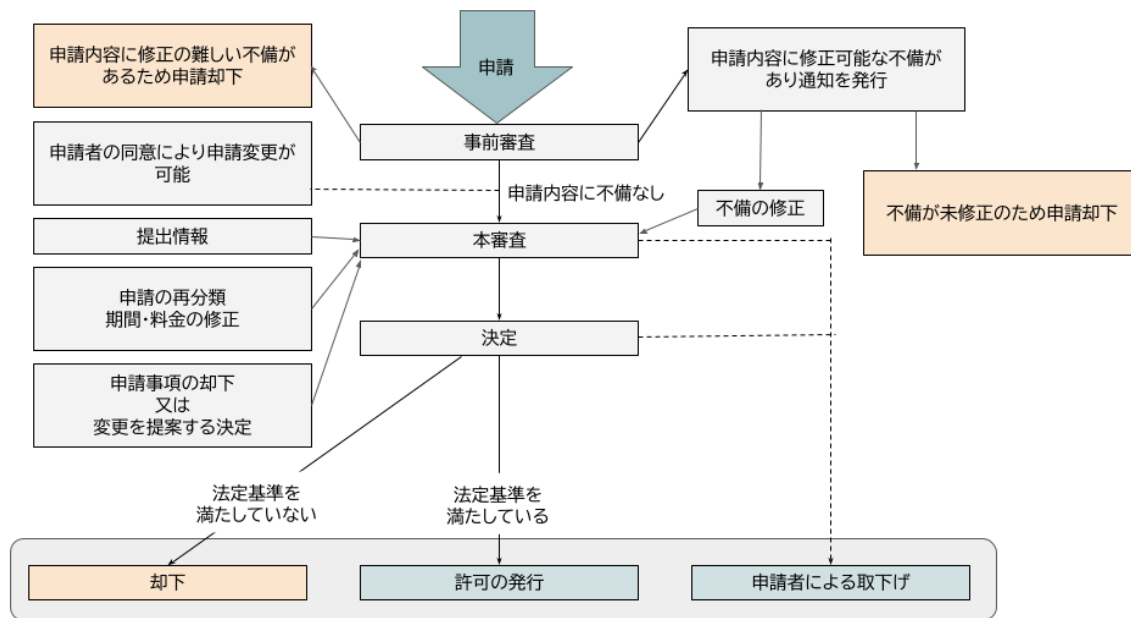 申請
申請内容に修正の難しい不備が
あるため申請却下
申請内容に修正可能な不備が
あり通知を発行
事前審査
申請者の同意により申請変更が
可能
申請内容に不備なし
不備の修正
不備が未修正のため申請却下
提出情報
本審査
申請の再分類
期間・料金の修正
決定
申請事項の却下
又は
変更を提案する決定
法定基準を
満たしていない
法定基準を
満たしている
却下
許可の発行
申請者による取下げ